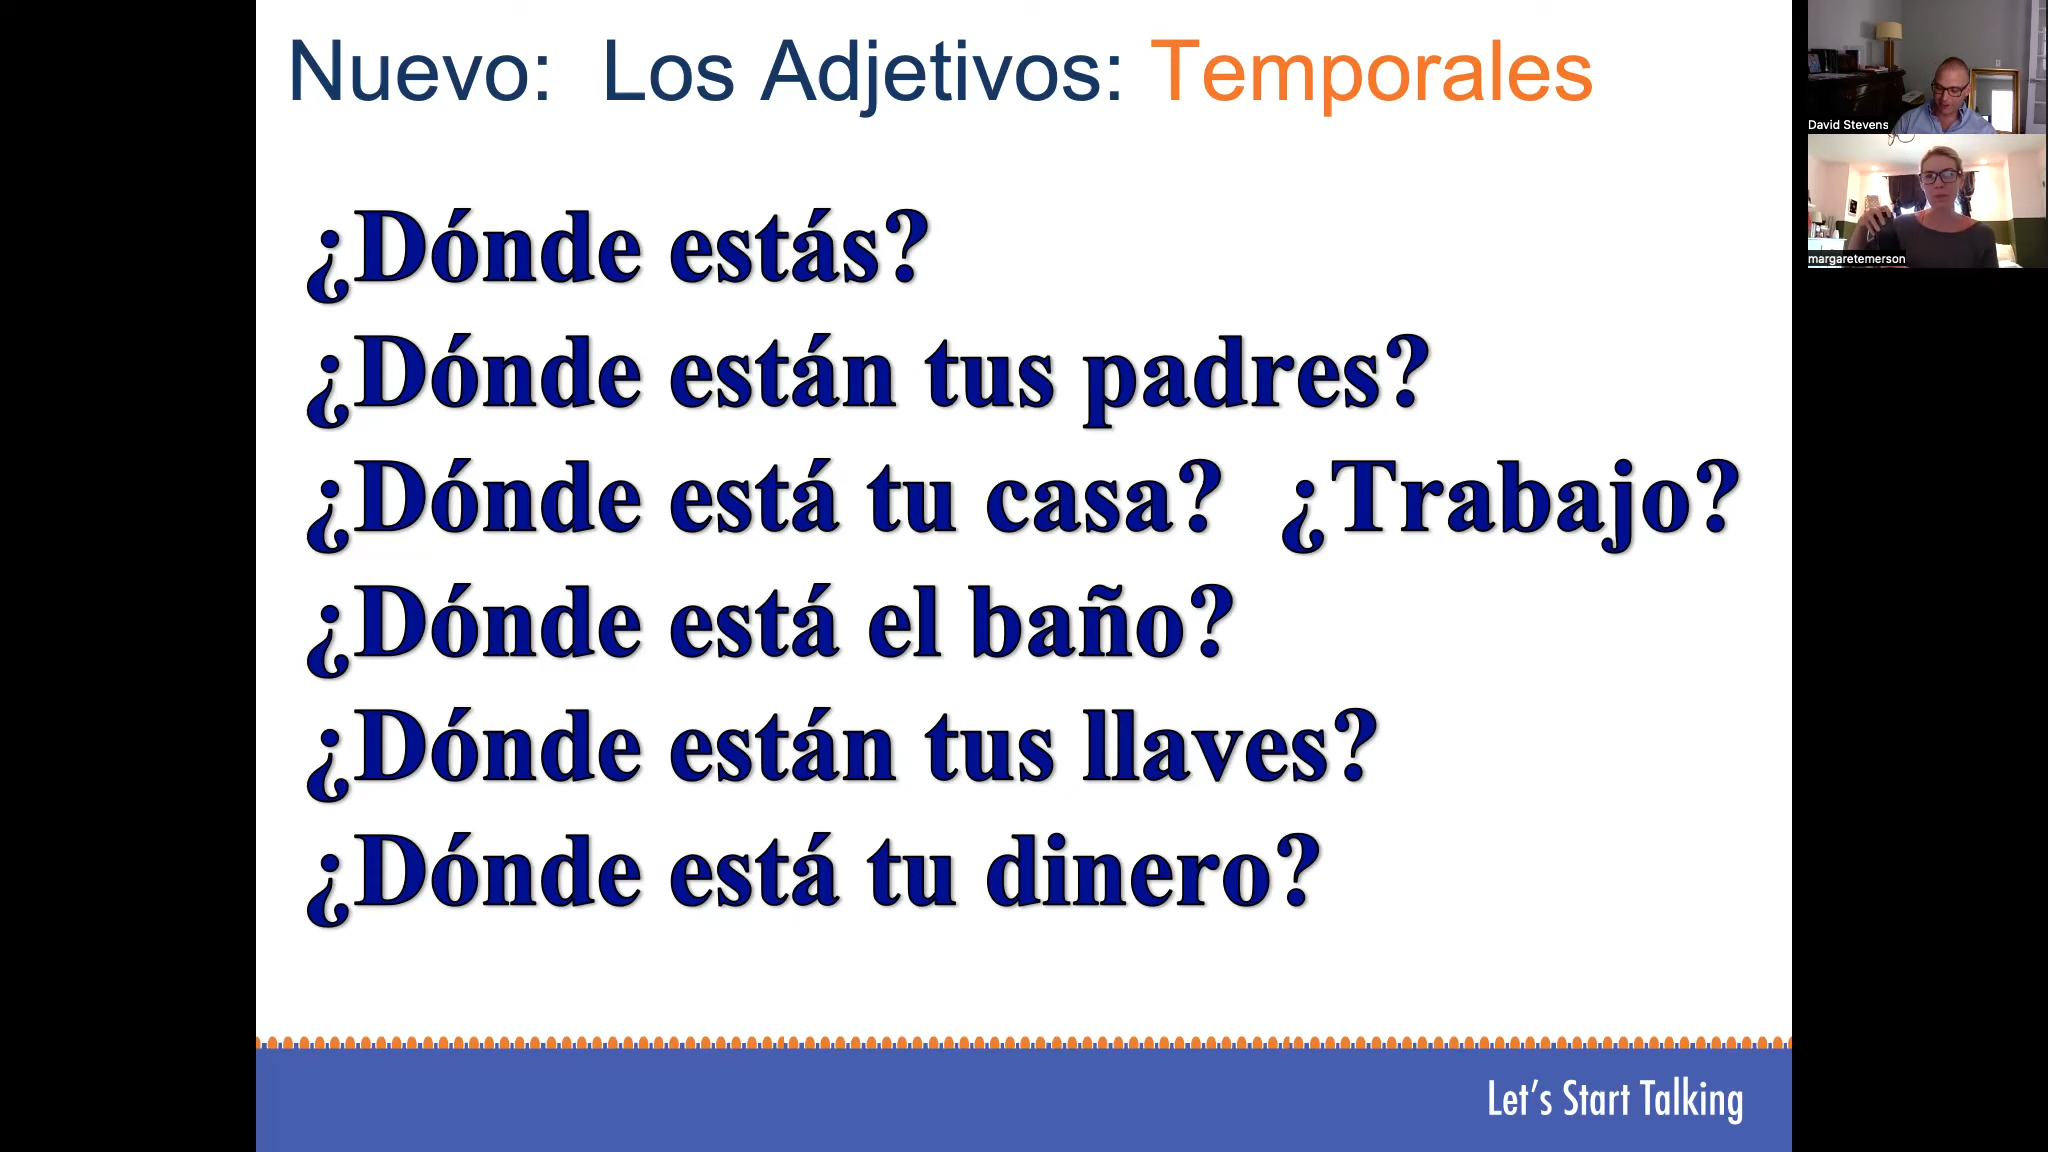 Nuevo:  Los Adjetivos: Temporales
¿Dónde estás?
¿Dónde están tus padres?
¿Dónde está tu casa?  ¿Trabajo?
¿Dónde está el baño?
¿Dónde están tus llaves?
¿Dónde está tu dinero?
Let's Start Talking
David Stevens
margaretemerson